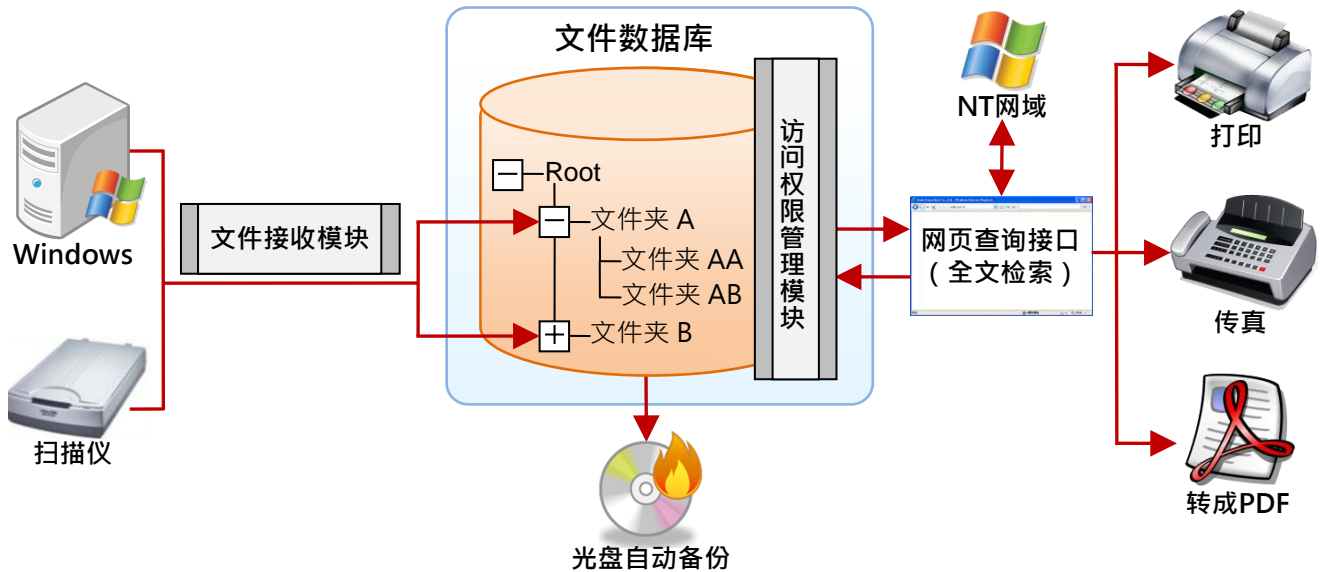 文件数据库
NT网域
打印
访问权限管理模块
Root
文件夹 A
文件夹 AA
文件夹 AB
文件夹 B
Windows
文件接收模块
网页查询接口
（全文检索）
传真
扫描仪
转成PDF
光盘自动备份